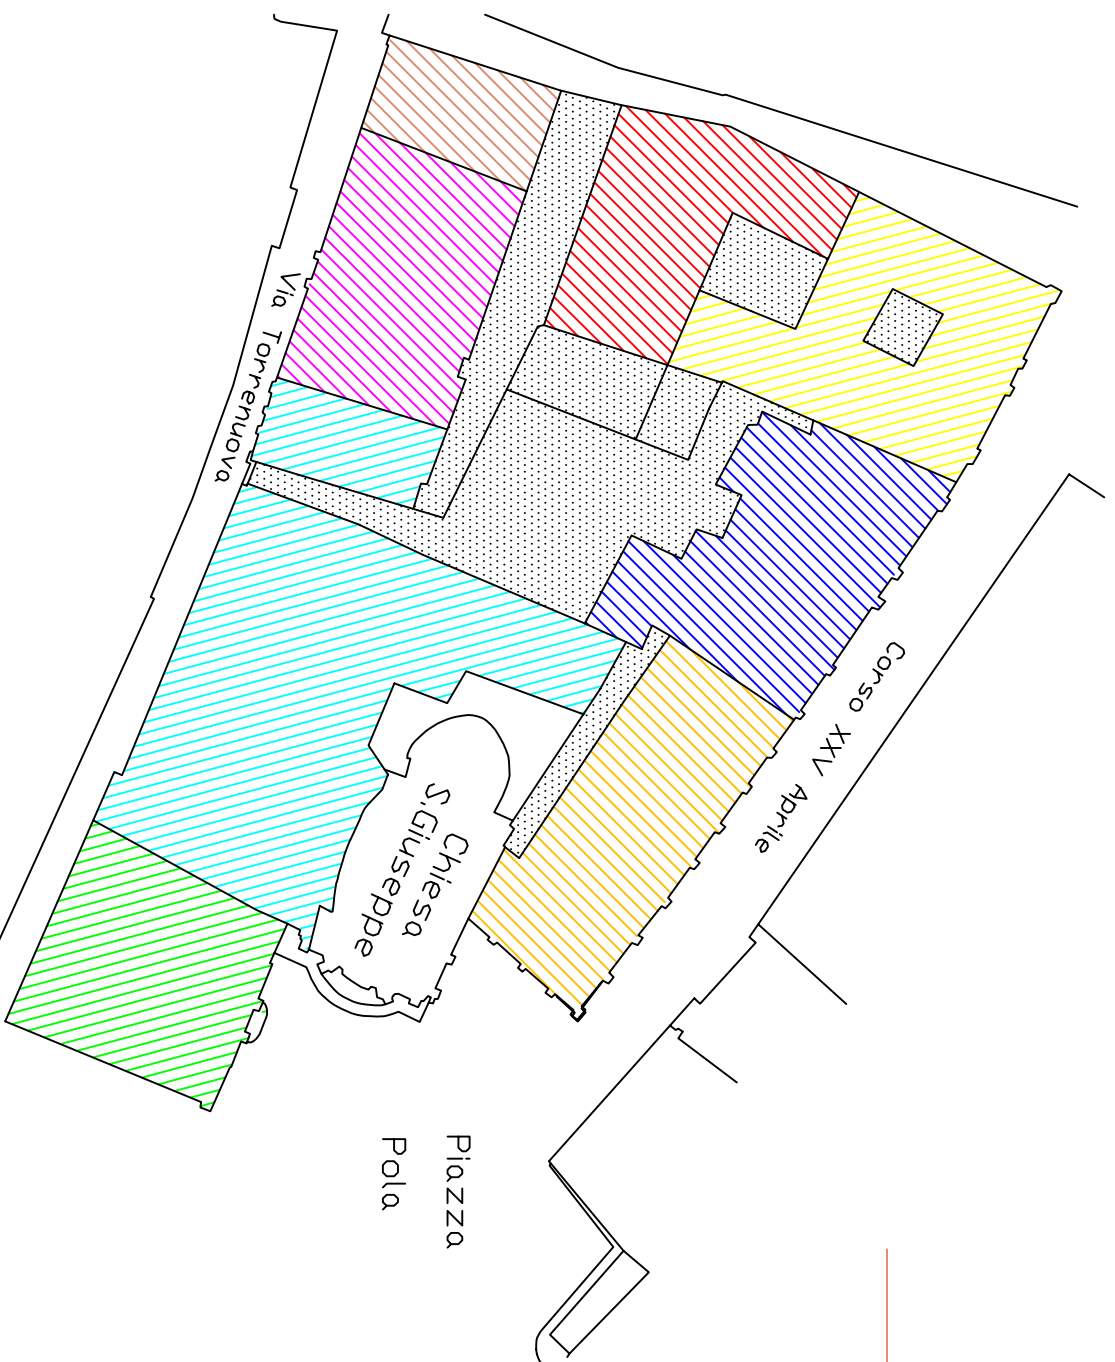 Via Torrenuova
Corso XXV Aprile
Chiesa
S.Giuseppe
Piazza
Pola